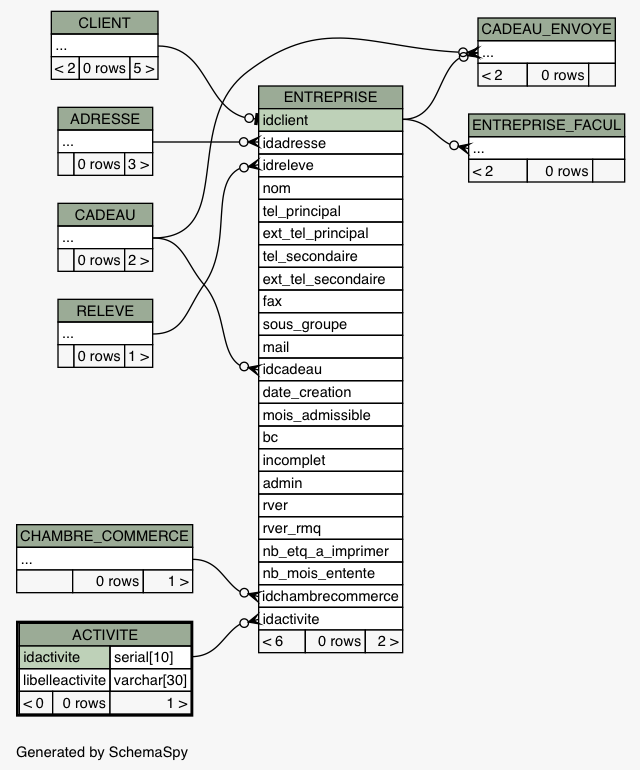 CLIENT
...
< 2 0 rows 5 >
ADRESSE
...
0 rows 3 >
CADEAU
...
0 rows 2 >
RELEVE
...
0 rows 1 >
CHAMBRE_COMMERCE
...
0 rows 1 >
ACTIVITE
idactivite serial[10]
libelleactivite varchar[30]
< 0 0 rows 1 >
ENTREPRISE
idclient
idadresse
idreleve
nom
tel_principal
ext_tel_principal
tel_secondaire
ext_tel_secondaire
fax
sous_groupe
mail
idcadeau
date_creation
mois_admissible
bc
incomplet
admin
rver
rver_rmq
nb_etq_a_imprimer
nb_mois_entente
idchambrecommerce
idactivite
< 6 0 rows 2 >
CADEAU_ENVOYE
...
< 2 0 rows
ENTREPRISE_FACUL
...
< 2 0 rows
Generated by SchemaSpy